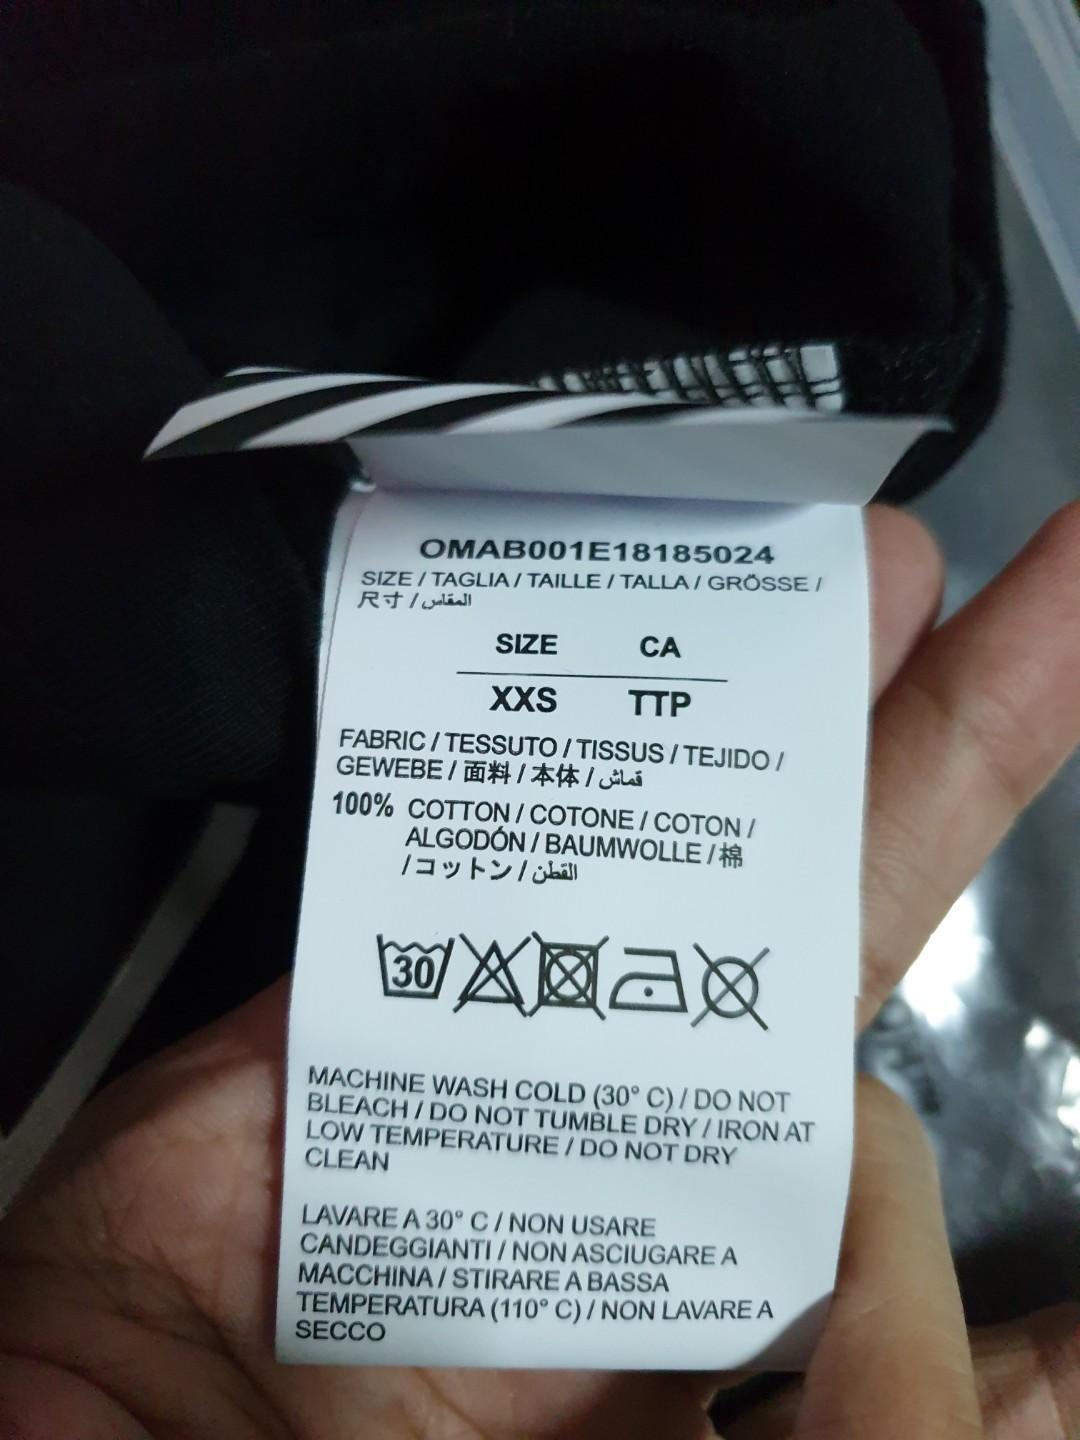 OMAB001E18185024
SIZE / TAGLIA / TAILLE / TALLA / GRÖSSE /
尺寸 / المقاس
SIZE CA
XXS TTP
FABRIC / TESSUTO / TISSUS / TEJIDO /
GEWEBE / 面料 / 本体 / قماش
100% COTTON / COTONE / COTON /
ALGODÓN / BAUMWOLLE / 棉
/ コットン / القطن
30
MACHINE WASH COLD (30° C) / DO NOT
BLEACH / DO NOT TUMBLE DRY / IRON AT
LOW TEMPERATURE / DO NOT DRY
CLEAN
LAVARE A 30° C / NON USARE
CANDEGGIANTI / NON ASCIUGARE A
MACCHINA / STIRARE A BASSA
TEMPERATURA (110° C) / NON LAVARE A
SECCO